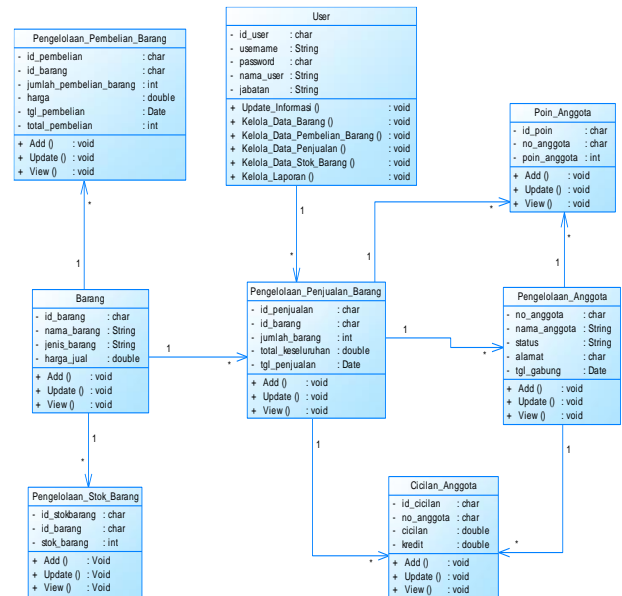 Pengelolaan_Pembelian_Barang
- id_pembelian : char
- id_barang : char
- jumlah_pembelian_barang : int
- harga : double
- tgl_pembelian : Date
- total_pembelian : int
+ Add () : void
+ Update () : void
+ View () : void
User
- id_user : char
- username : String
- password : char
- nama_user : String
- jabatan : String
+ Update_Informasi () : void
+ Kelola_Data_Barang () : void
+ Kelola_Data_Pembelian_Barang () : void
+ Kelola_Data_Penjualan () : void
+ Kelola_Data_Stok_Barang () : void
+ Kelola_Laporan () : void
Poin_Anggota
- id_poin : char
- no_anggota : char
- poin_anggota : int
+ Add () : void
+ Update () : void
+ View () : void
*
1
1
*
1
*
*
1
Barang
- id_barang : char
- nama_barang : String
- jenis_barang : String
- harga_jual : double
+ Add () : void
+ Update () : void
+ View () : void
1
*
Pengelolaan_Penjualan_Barang
- id_penjualan : char
- id_barang : char
- jumlah_barang : int
- total_keseluruhan : double
- tgl_penjualan : Date
+ Add () : void
+ Update () : void
+ View () : void
1
*
Pengelolaan_Anggota
- no_anggota : char
- nama_anggota : String
- status : String
- alamat : char
- tgl_gabung : Date
+ Add () : void
+ Update () : void
+ View () : void
1
*
1
*
1
*
Pengelolaan_Stok_Barang
- id_stokbarang : char
- id_barang : char
- stok_barang : int
+ Add () : Void
+ Update () : Void
+ View () : Void
Cicilan_Anggota
- id_cicilan : char
- no_anggota : char
- cicilan : double
- kredit : double
+ Add () : void
+ Update () : void
+ View () : void